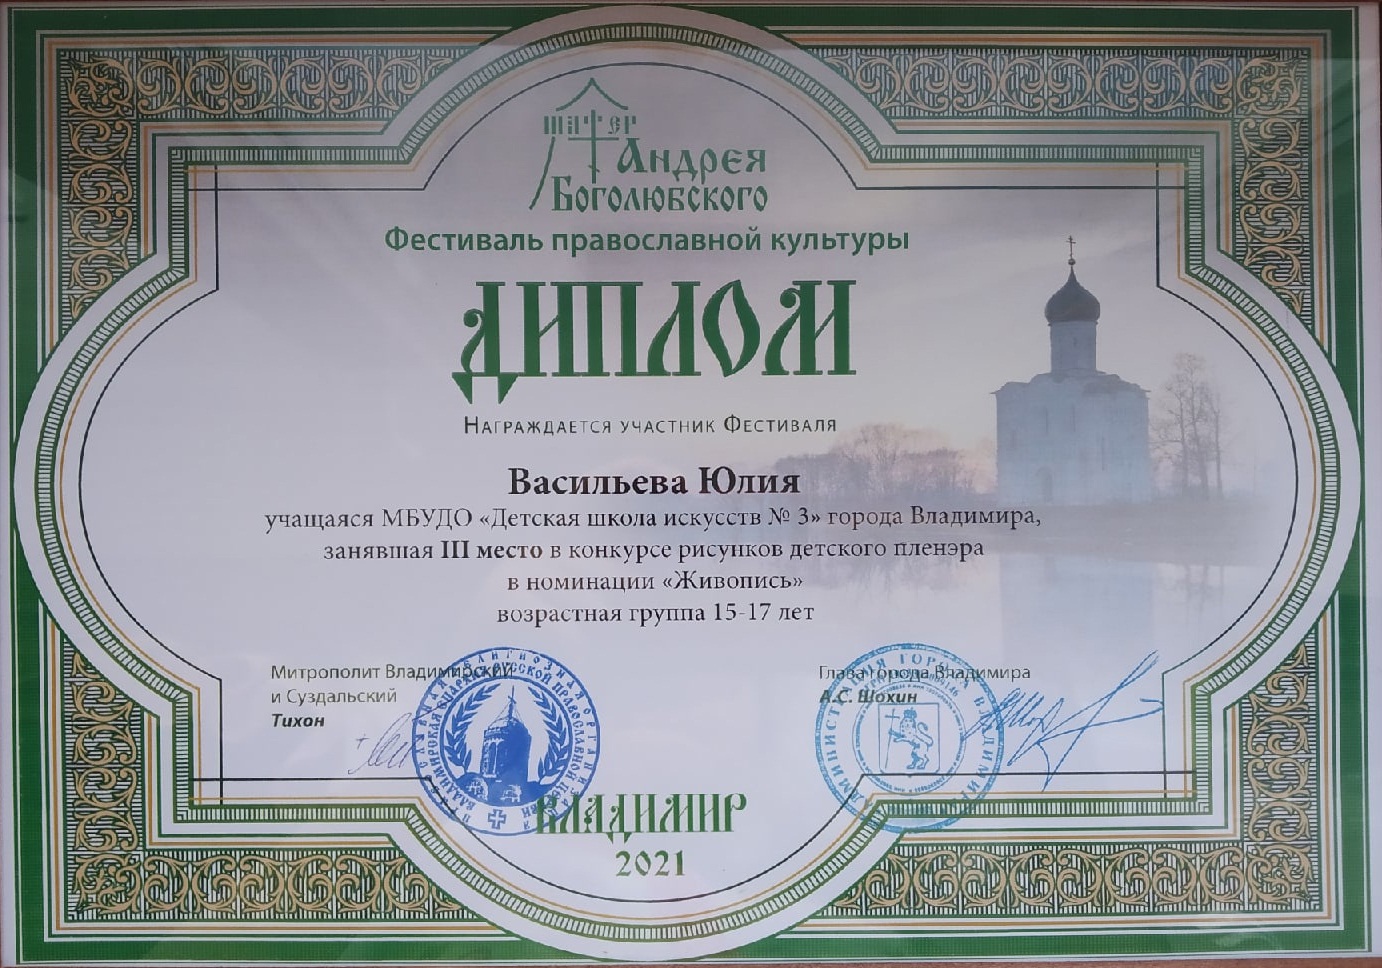 шатер
Андрея
Боголюбского
Фестиваль православной культуры
ДИПЛОМ
Награждается участник Фестиваля
Васильева Юлия
учащаяся МБУДО «Детская школа искусств № 3» города Владимира,
занявшая III место в конкурсе рисунков детского пленэра
в номинации «Живопись»
возрастная группа 15-17 лет
Митрополит Владимирский
и Суздальский
Тихон
Глава города Владимира
А.С. Шохин
ВЛАДИМИР
2021